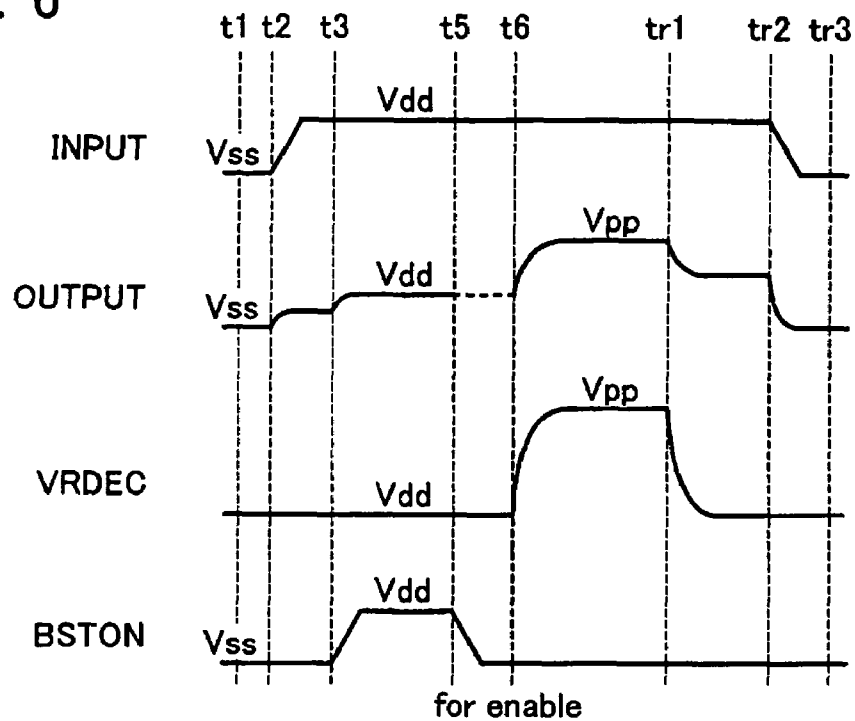 t1 t2 t3 t5 t6 tr1 tr2 tr3
Vdd
INPUT Vss
Vpp
Vdd
OUTPUT Vss
Vpp
VRDEC Vdd
Vdd
BSTON Vss
for enable